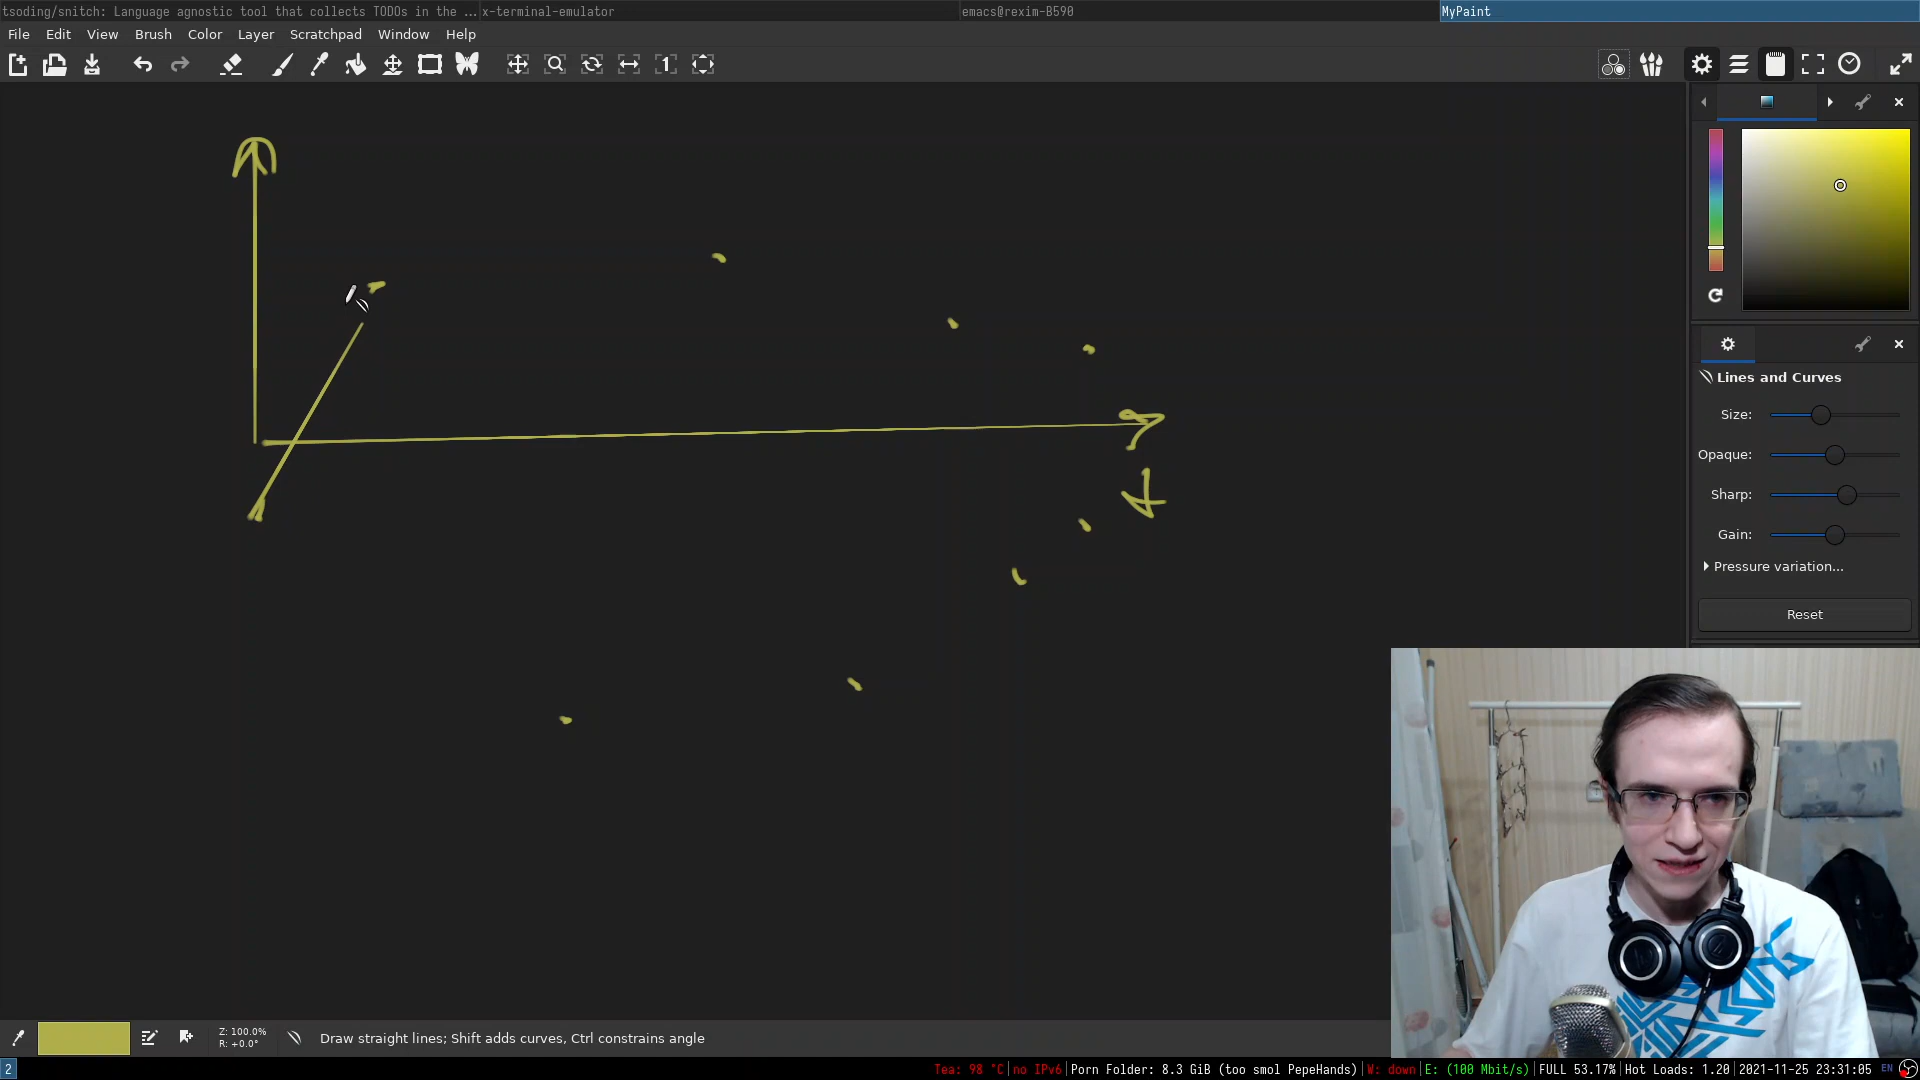 tsoding/snitch: Language agnostic tool that collects TODOs in the ...
x-terminal-emulator
emacs@rexim-B590
MyPaint
File Edit View Brush Color Layer Scratchpad Window Help
1
Lines and Curves
Size:
Opaque:
Sharp:
Gain:
Pressure variation...
Reset
Z: 100.0%
R: +0.0°
Draw straight lines; Shift adds curves, Ctrl constrains angle
2
Tea: 98 °C|no IPv6|Porn Folder: 8.3 GiB (too smol PepeHands)|W: down|E: (100 Mbit/s)|FULL 53.17%|Hot Loads: 1.20|2021-11-25 23:31:05 EN